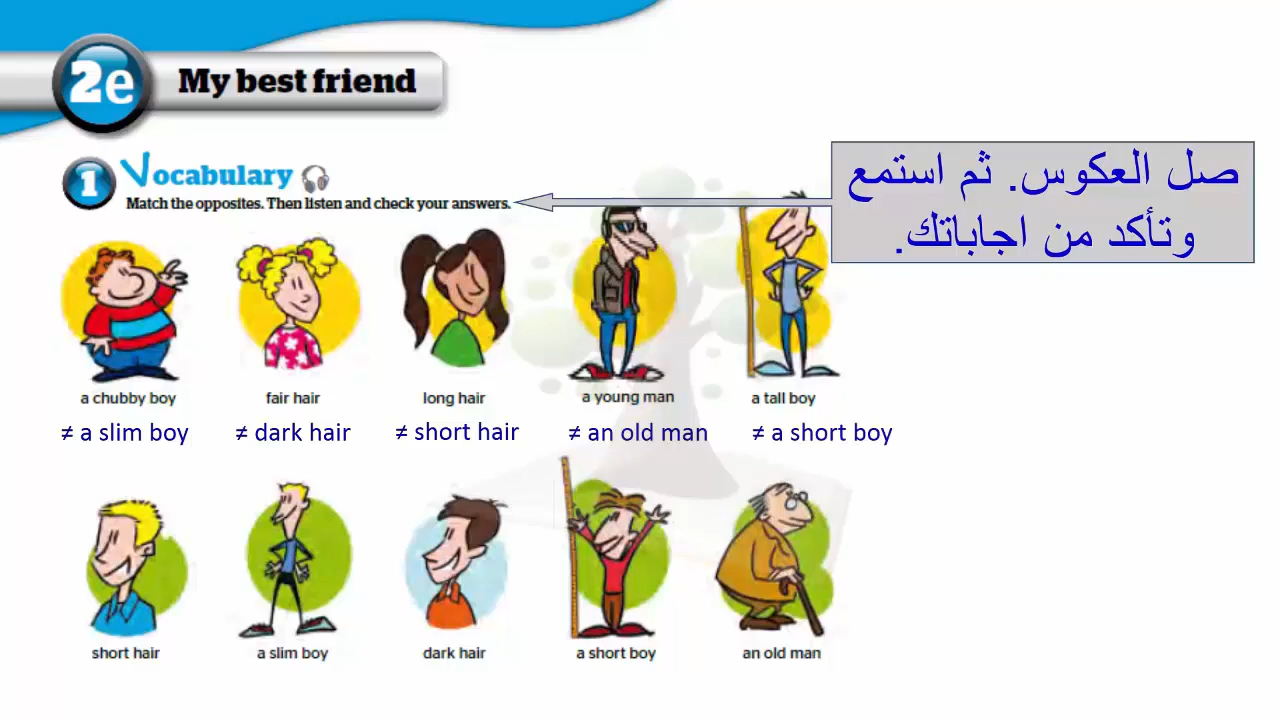 2e My best friend
1 Vocabulary
Match the opposites. Then listen and check your answers.
صل العكوس. ثم استمع
وتأكد من اجاباتك.
a chubby boy fair hair long hair a young man a tall boy
≠ a slim boy ≠ dark hair ≠ short hair ≠ an old man ≠ a short boy
short hair a slim boy dark hair a short boy an old man